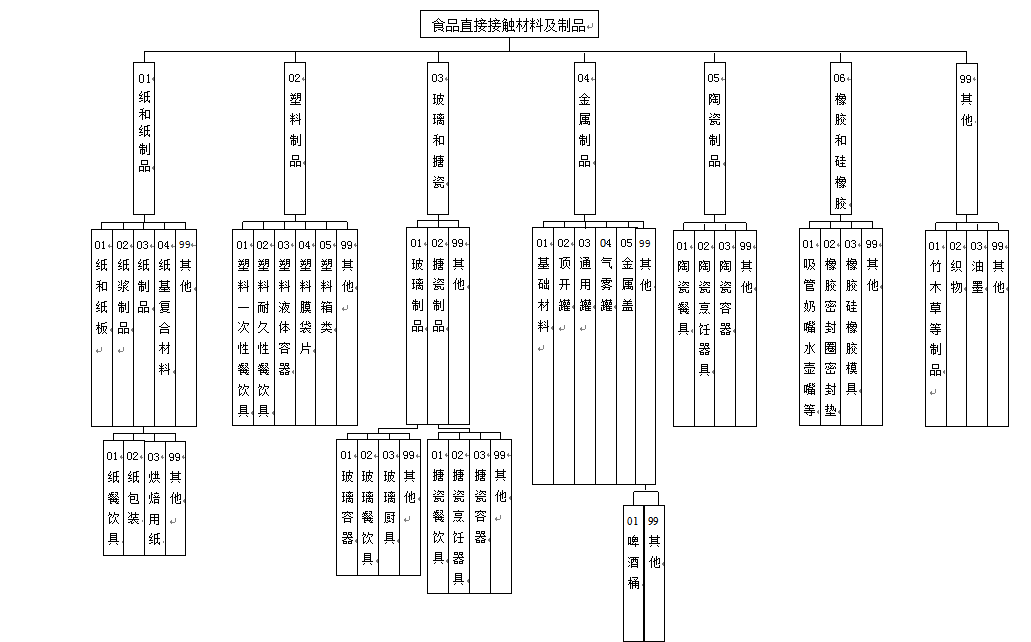 食品直接接触材料及制品
01纸和纸制品
02塑料制品
03玻璃和搪瓷
04金属制品
05陶瓷制品
06橡胶和硅橡胶
99其他
01纸和纸板
02纸浆制品
03纸制品
04纸基复合材料
99其他
01塑料一次性餐饮具
02塑料耐久性餐饮具
03塑料液体容器
04塑料膜袋片
05塑料箱类
99其他
01玻璃制品
02搪瓷制品
99其他
01基础材料
02顶开罐
03通用罐
04气雾罐
05金属盖
99其他
01陶瓷餐具
02陶瓷烹饪器具
03陶瓷容器
99其他
01吸管奶嘴水壶嘴等
02橡胶密封圈密封垫
03橡胶硅橡胶模具
99其他
01竹木草等制品
02织物
03油墨
99其他
01纸餐饮具
02纸包装
03烘焙用纸
99其他
01玻璃容器
02玻璃餐饮具
03玻璃厨具
99其他
01搪瓷餐饮具
02搪瓷烹饪器具
03搪瓷容器
99其他
01啤酒桶
99其他